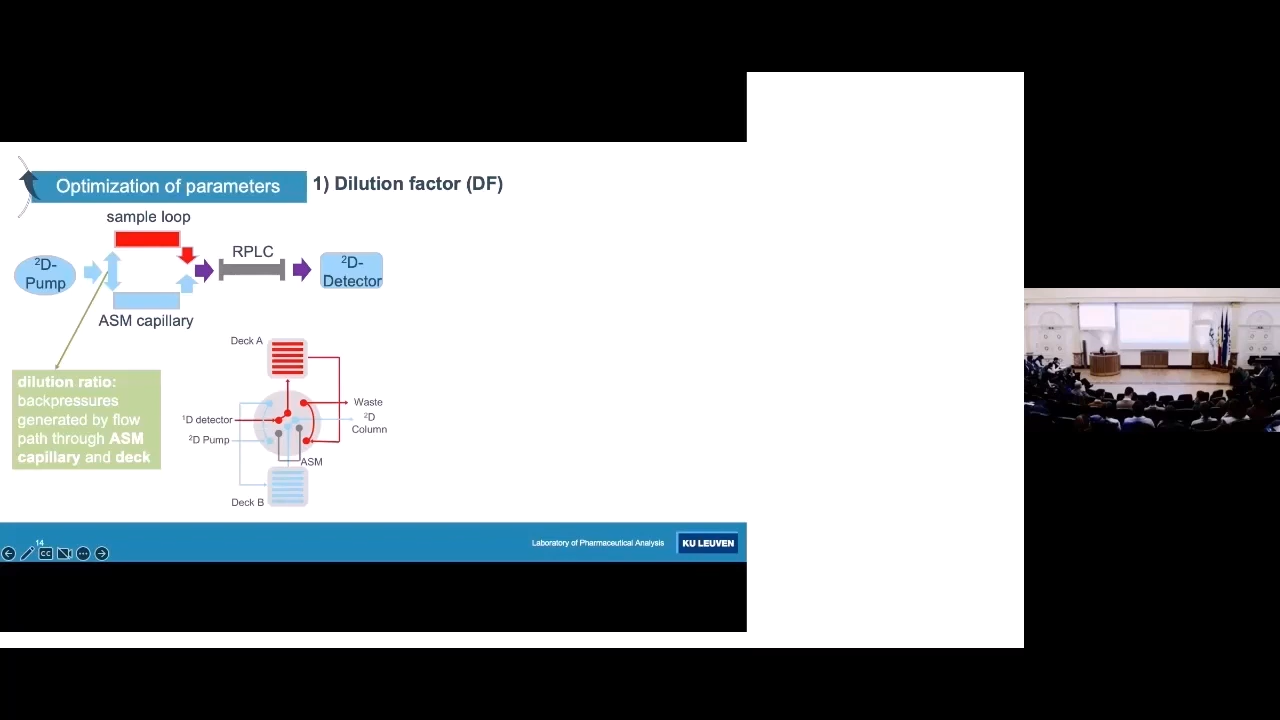 Optimization of parameters
1) Dilution factor (DF)
sample loop
RPLC
²D-
Pump
²D-
Detector
ASM capillary
dilution ratio:
backpressures
generated by flow
path through ASM
capillary and deck
Deck A
Waste
¹D detector
²D
Column
²D Pump
ASM
Deck B
14
CC
Laboratory of Pharmaceutical Analysis
KU LEUVEN